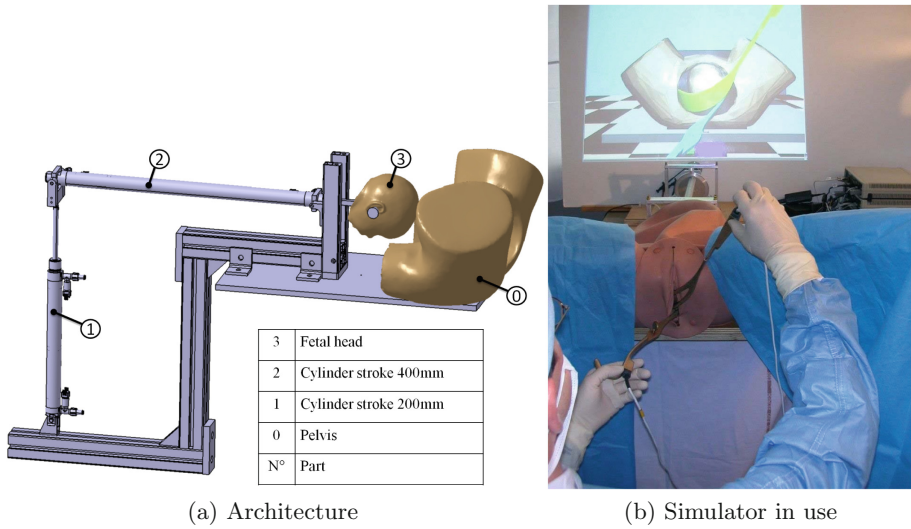 ②
③
⓪
①
3 Fetal head
2 Cylinder stroke 400mm
1 Cylinder stroke 200mm
0 Pelvis
N° Part
(a) Architecture
(b) Simulator in use